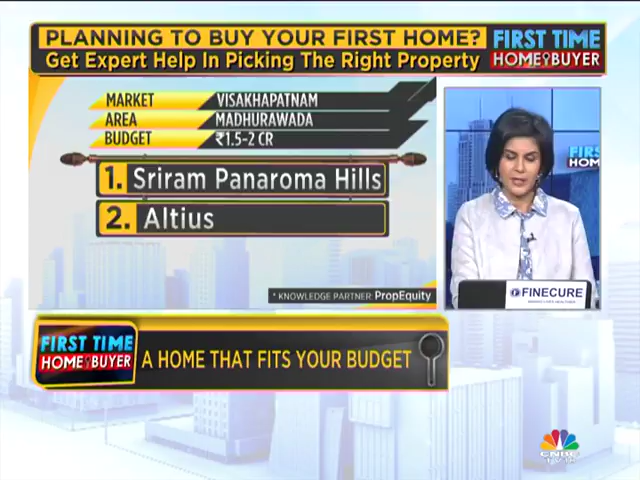 PLANNING TO BUY YOUR FIRST HOME?
Get Expert Help In Picking The Right Property
FIRST TIME
HOME BUYER
MARKET VISAKHAPATNAM
AREA MADHURAWADA
BUDGET ₹1.5-2 CR
1. Sriram Panaroma Hills
2. Altius
* KNOWLEDGE PARTNER: PropEquity
FIRST
HOM
FINECURE
FIRST TIME
HOME BUYER
A HOME THAT FITS YOUR BUDGET
CNBC
TV18